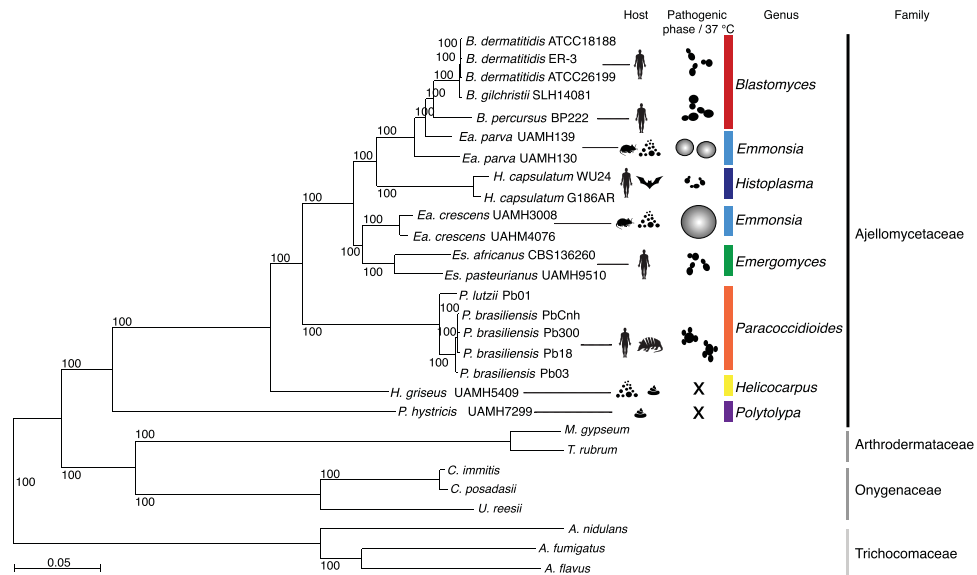 Host Pathogenic phase / 37 °C Genus Family
100 B. dermatitidis ATCC18188
100 B. dermatitidis ER-3
100 B. dermatitidis ATCC26199
100 B. gilchristii SLH14081
Blastomyces
100 B. percursus BP222
100 Ea. parva UAMH139
100 Ea. parva UAMH130
Emmonsia
H. capsulatum WU24
100 H. capsulatum G186AR
Histoplasma
100 Ea. crescens UAMH3008
100 Ea. crescens UAHM4076
Emmonsia
Ajellomycetaceae
100 Es. africanus CBS136260
100 Es. pasteurianus UAMH9510
Emergomyces
100
P. lutzii Pb01
100 P. brasiliensis PbCnh
100 100 P. brasiliensis Pb300
Paracoccidioides
100 P. brasiliensis Pb18
P. brasiliensis Pb03
100
H. griseus UAMH5409 X Helicocarpus
100
P. hystricis UAMH7299 X Polytolypa
M. gypseum
100 T. rubrum
Arthrodermataceae
100 100 C. immitis
100 C. posadasii
Onygenaceae
100 U. reesii
A. nidulans
A. fumigatus
Trichocomaceae
100 A. flavus
0.05